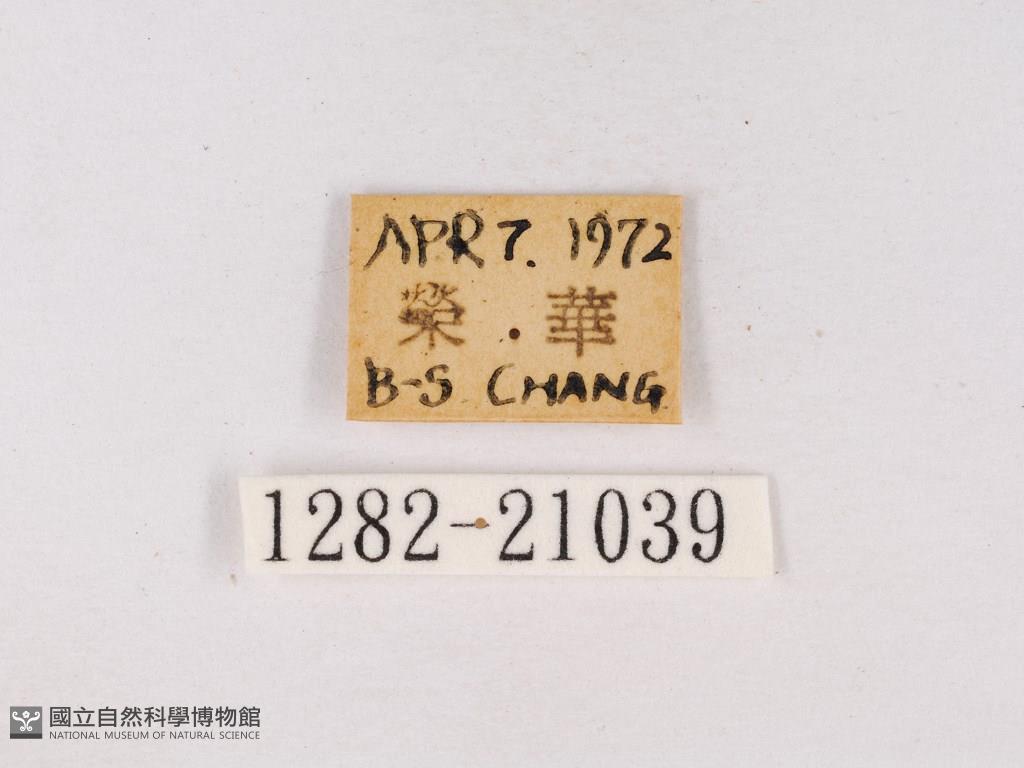 APR 7. 1972
榮 華
B-S CHANG
1282-21039
國立自然科學博物館
NATIONAL MUSEUM OF NATURAL SCIENCE